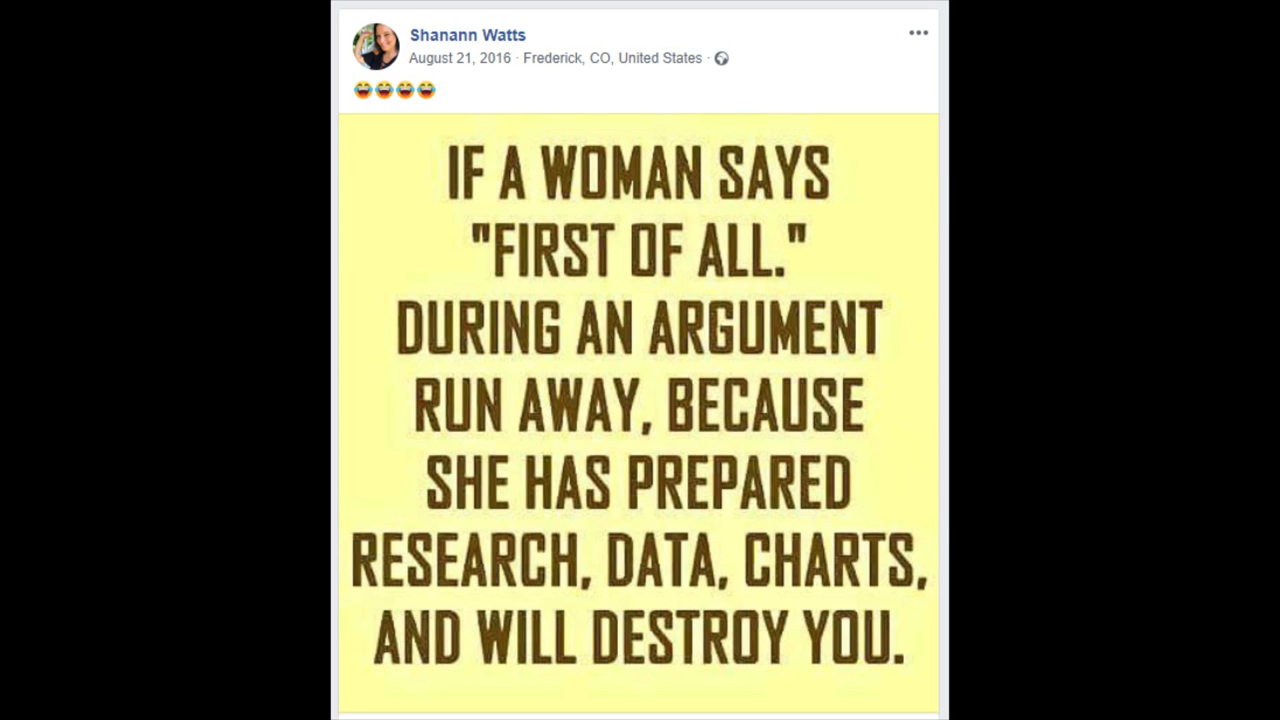 Shanann Watts
August 21, 2016 · Frederick, CO, United States ·
😂😂😂😂
IF A WOMAN SAYS
"FIRST OF ALL."
DURING AN ARGUMENT
RUN AWAY, BECAUSE
SHE HAS PREPARED
RESEARCH, DATA, CHARTS,
AND WILL DESTROY YOU.